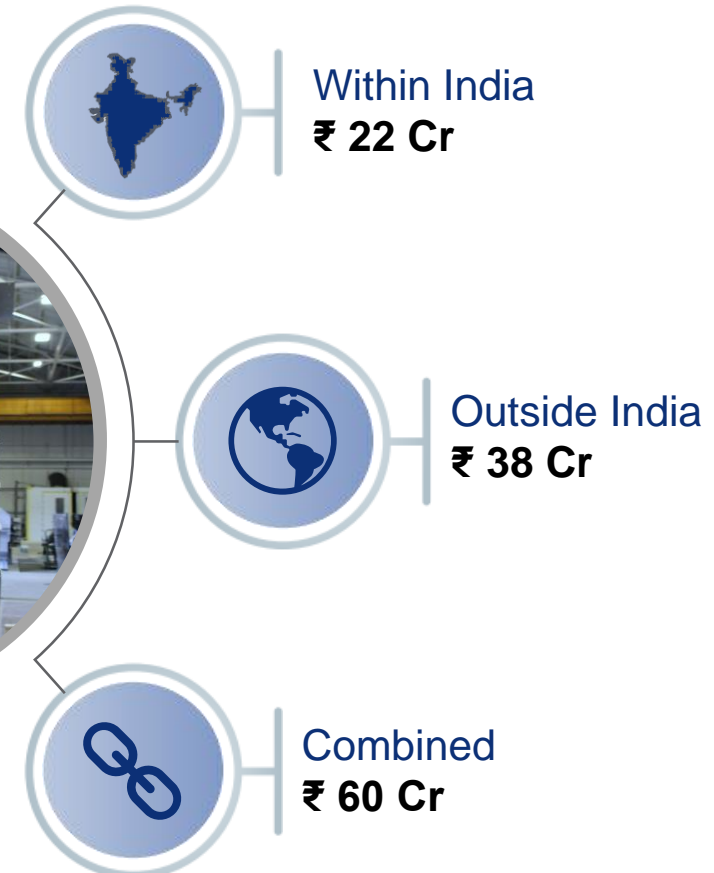 Within India
₹ 22 Cr
Outside India
₹ 38 Cr
Combined
₹ 60 Cr